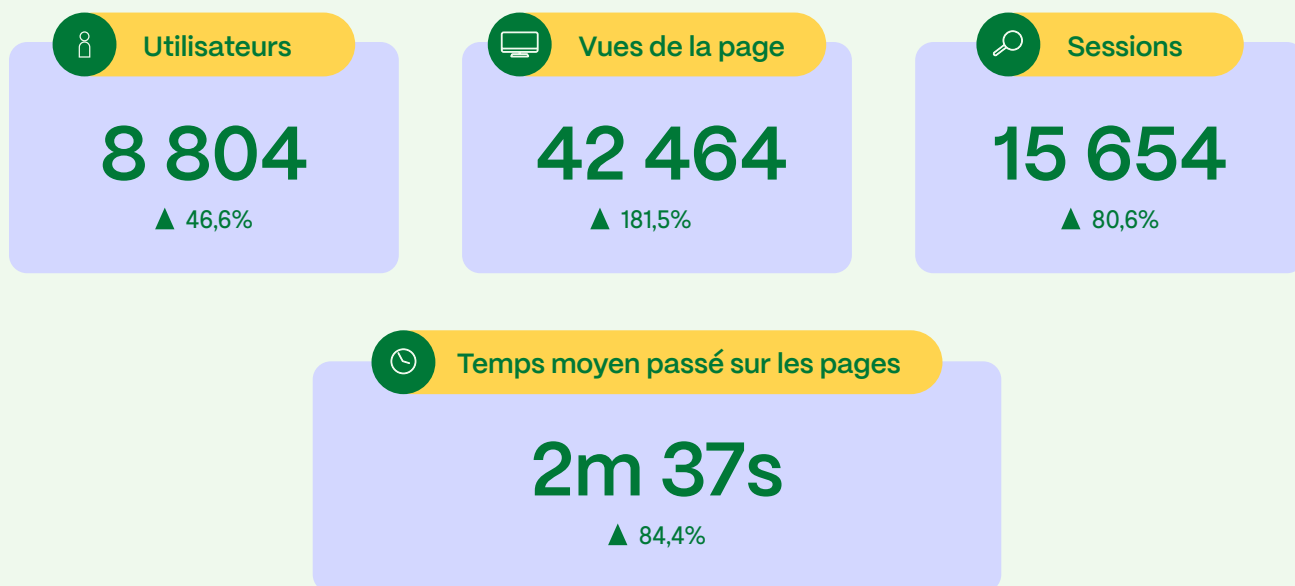 Utilisateurs
Vues de la page
Sessions
8 804
42 464
15 654
▲ 46,6%
▲ 181,5%
▲ 80,6%
Temps moyen passé sur les pages
2m 37s
▲ 84,4%